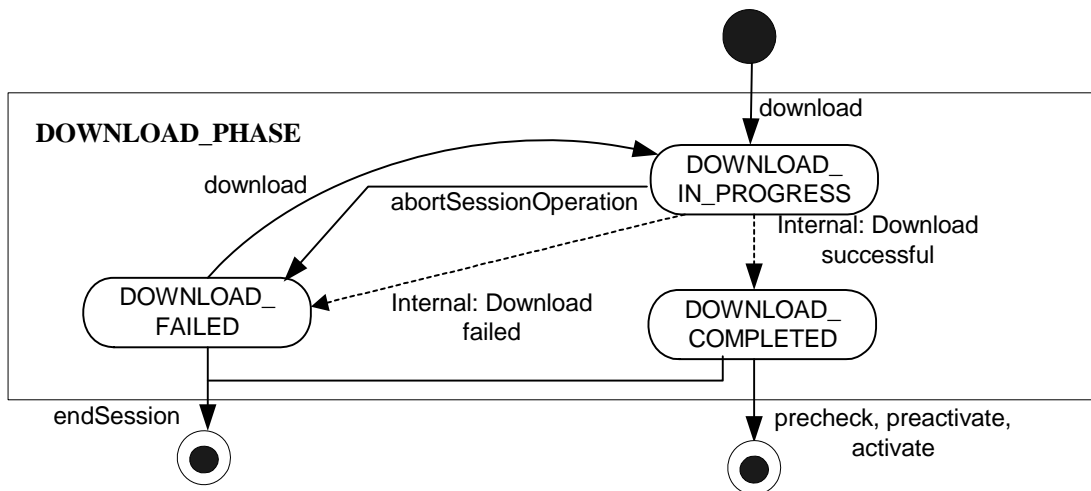 download
DOWNLOAD_PHASE
DOWNLOAD_
IN_PROGRESS
download
abortSessionOperation
Internal: Download
successful
DOWNLOAD_
FAILED
Internal: Download
failed
DOWNLOAD_
COMPLETED
endSession
precheck, preactivate,
activate